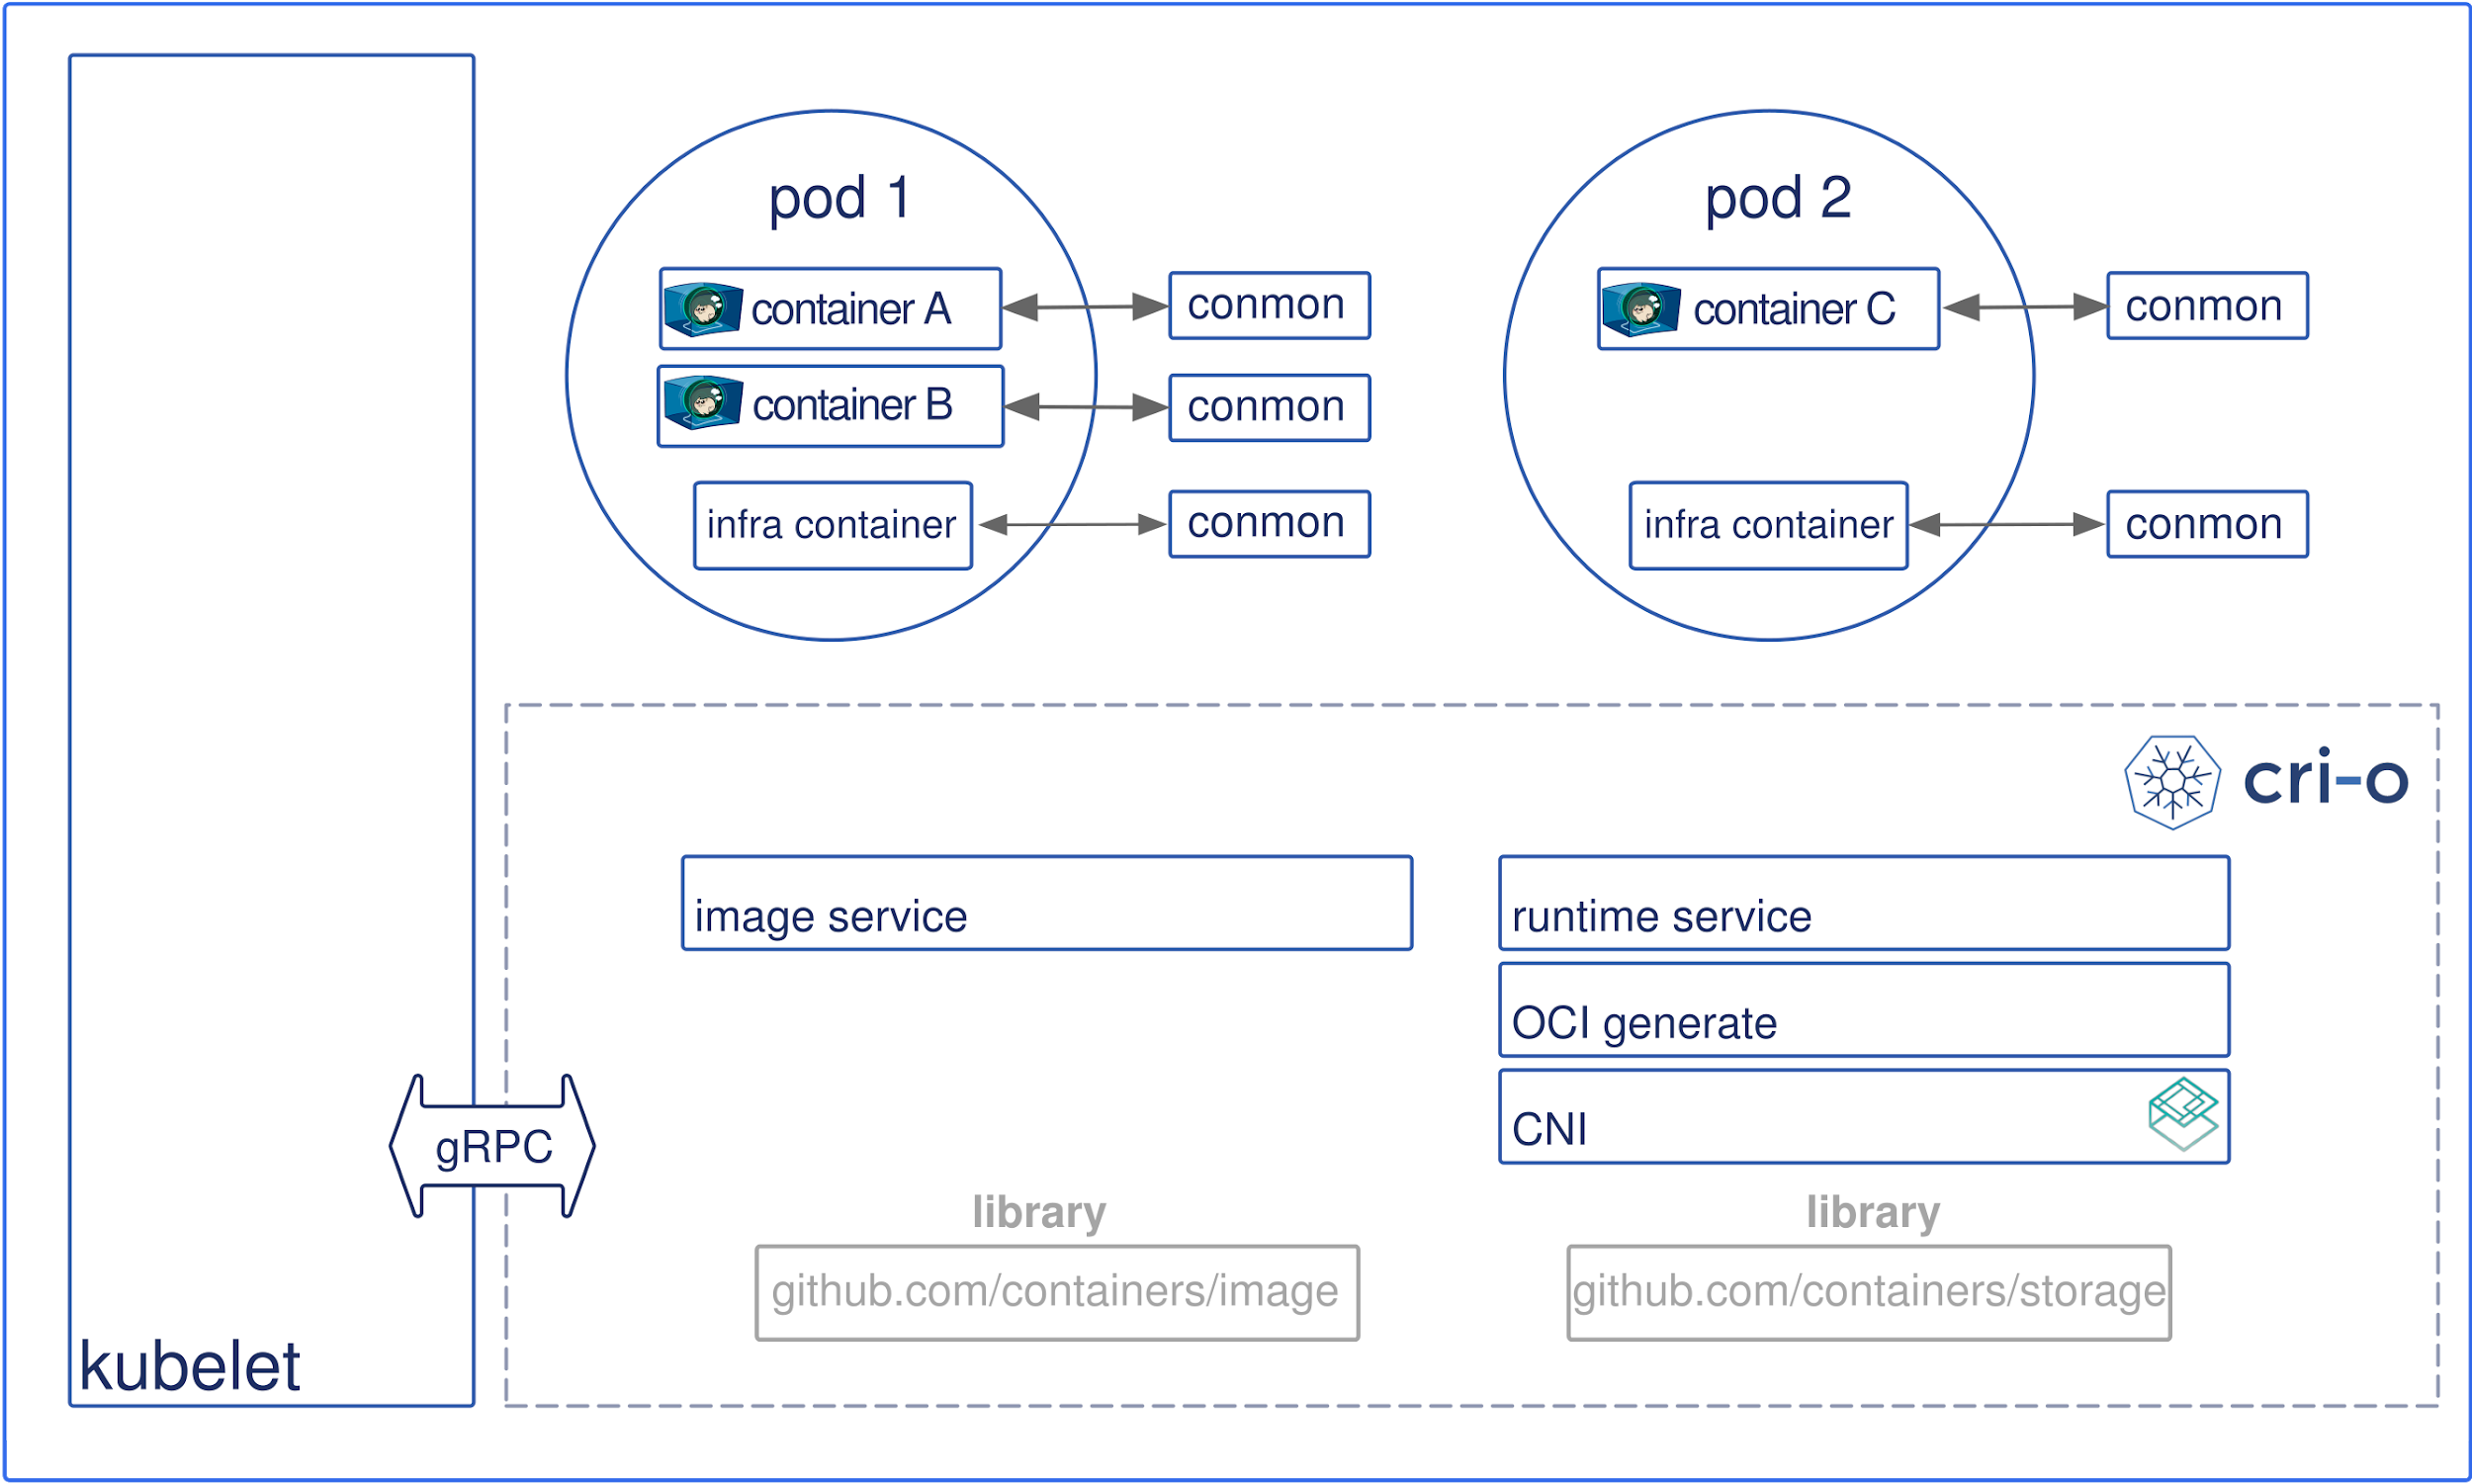 pod 1
container A
conmon
container B
conmon
infra container
conmon
pod 2
container C
conmon
infra container
conmon
cri-o
image service
runtime service
OCI generate
CNI
gRPC
library
github.com/containers/image
library
github.com/containers/storage
kubelet